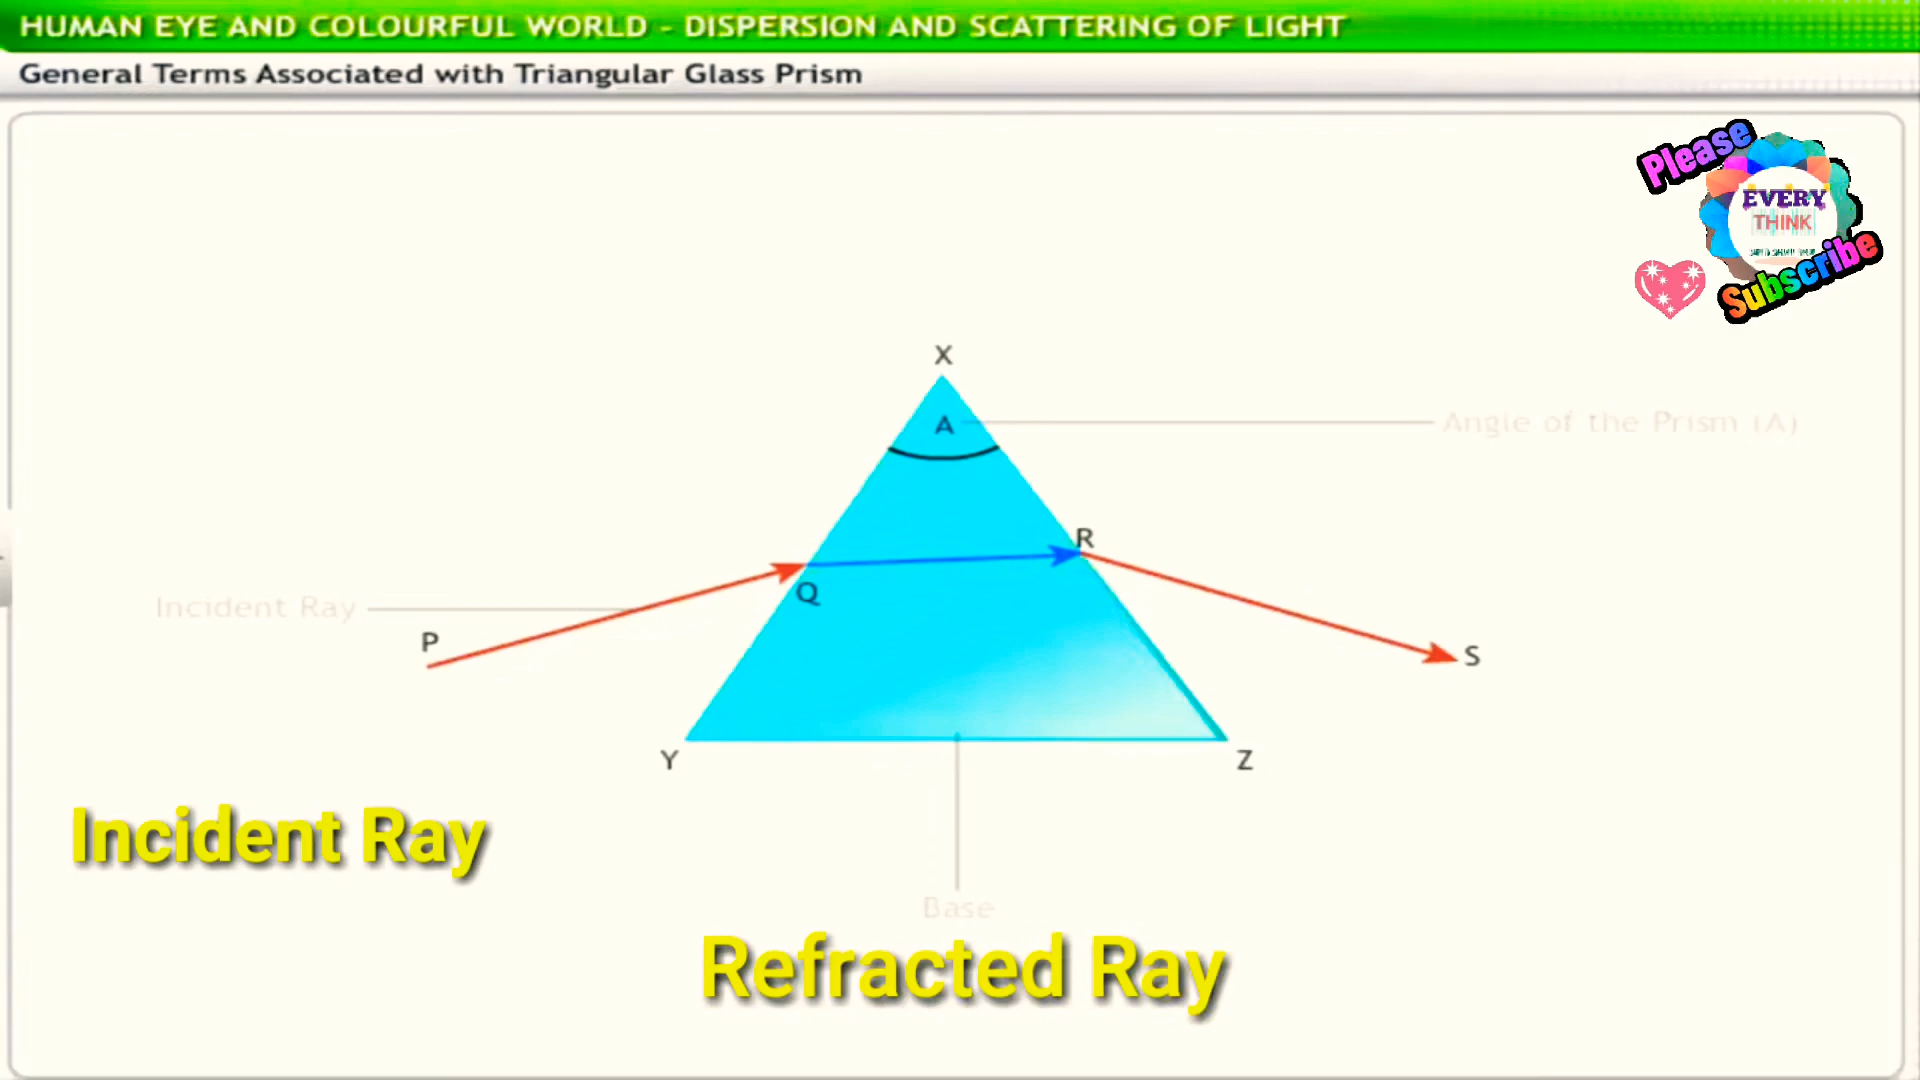 HUMAN EYE AND COLOURFUL WORLD - DISPERSION AND SCATTERING OF LIGHT
General Terms Associated with Triangular Glass Prism
Please
EVERY
THINK
Subscribe
X
A
Angle of the Prism (A)
R
Q
Incident Ray
P
S
Y
Z
Incident Ray
Base
Refracted Ray